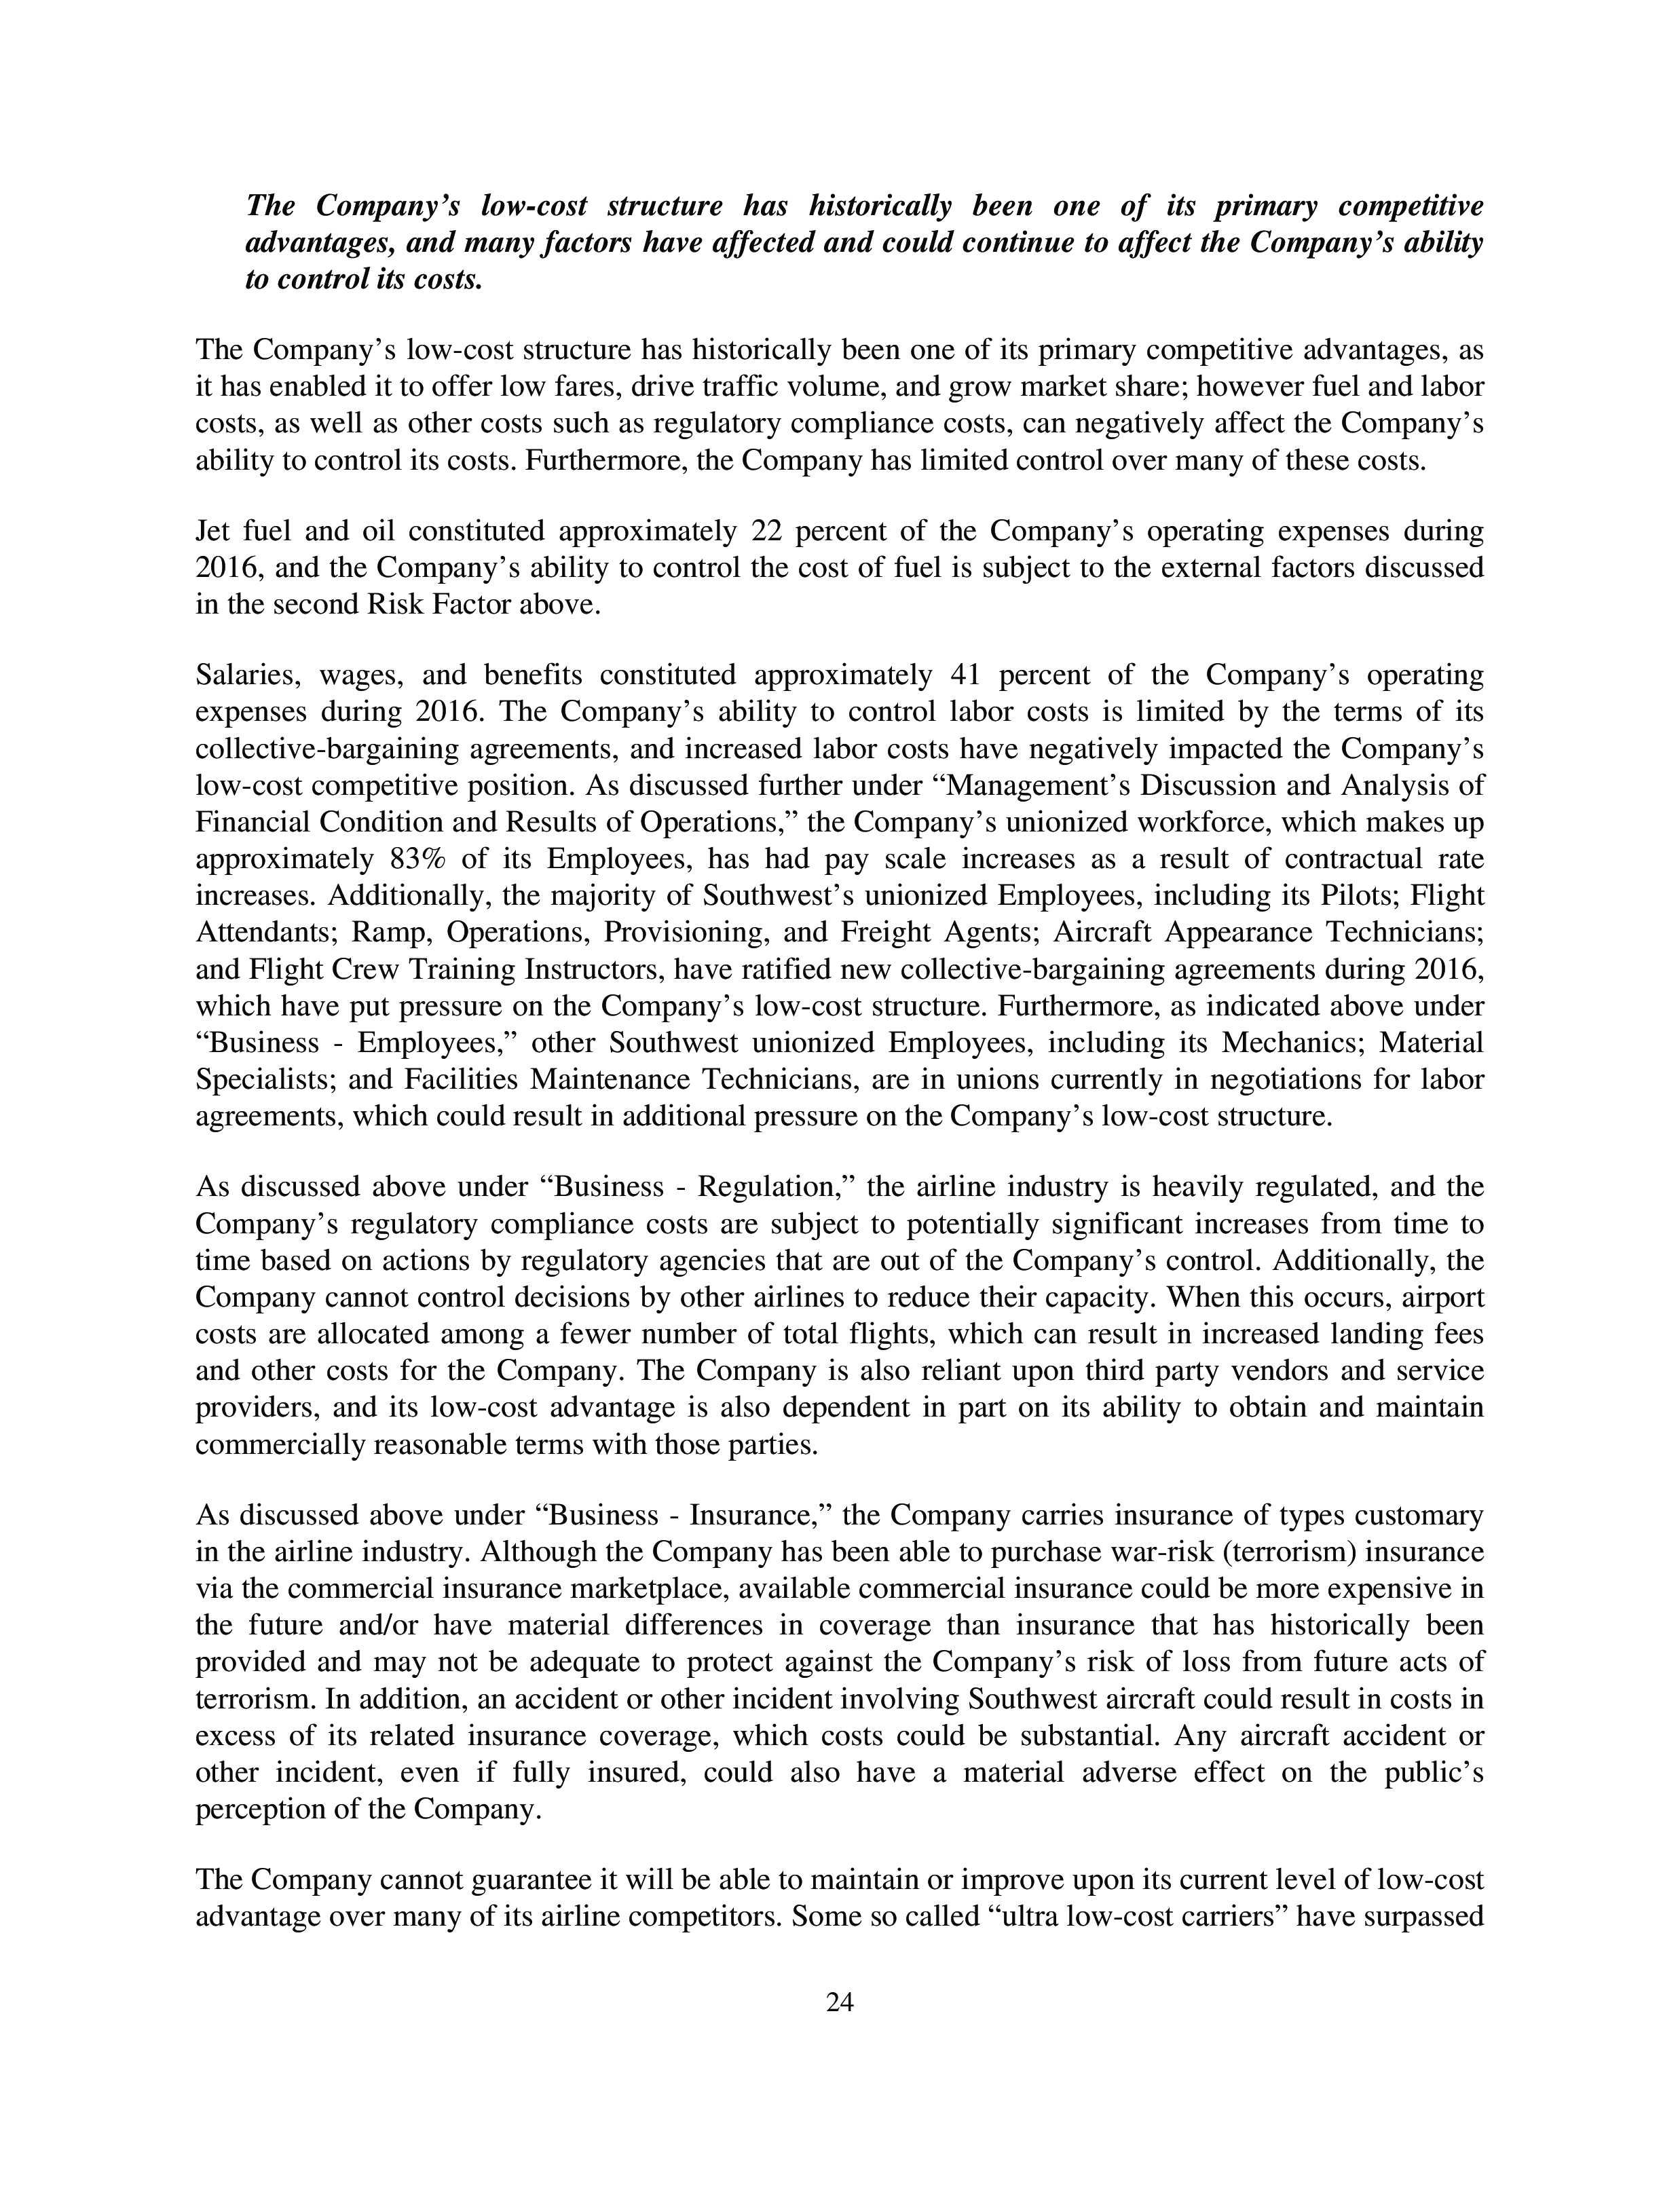 The Company’s low-cost structure has historically been one of its primary competitive
advantages, and many factors have affected and could continue to affect the Company’s ability
to control its costs.
The Company’s low-cost structure has historically been one of its primary competitive advantages, as
it has enabled it to offer low fares, drive traffic volume, and grow market share; however fuel and labor
costs, as well as other costs such as regulatory compliance costs, can negatively affect the Company’s
ability to control its costs. Furthermore, the Company has limited control over many of these costs.
Jet fuel and oil constituted approximately 22 percent of the Company’s operating expenses during
2016, and the Company’s ability to control the cost of fuel is subject to the external factors discussed
in the second Risk Factor above.
Salaries, wages, and benefits constituted approximately 41 percent of the Company’s operating
expenses during 2016. The Company’s ability to control labor costs is limited by the terms of its
collective-bargaining agreements, and increased labor costs have negatively impacted the Company’s
low-cost competitive position. As discussed further under “Management’s Discussion and Analysis of
Financial Condition and Results of Operations,” the Company’s unionized workforce, which makes up
approximately 83% of its Employees, has had pay scale increases as a result of contractual rate
increases. Additionally, the majority of Southwest’s unionized Employees, including its Pilots; Flight
Attendants; Ramp, Operations, Provisioning, and Freight Agents; Aircraft Appearance Technicians;
and Flight Crew Training Instructors, have ratified new collective-bargaining agreements during 2016,
which have put pressure on the Company’s low-cost structure. Furthermore, as indicated above under
“Business - Employees,” other Southwest unionized Employees, including its Mechanics; Material
Specialists; and Facilities Maintenance Technicians, are in unions currently in negotiations for labor
agreements, which could result in additional pressure on the Company’s low-cost structure.
As discussed above under “Business - Regulation,” the airline industry is heavily regulated, and the
Company’s regulatory compliance costs are subject to potentially significant increases from time to
time based on actions by regulatory agencies that are out of the Company’s control. Additionally, the
Company cannot control decisions by other airlines to reduce their capacity. When this occurs, airport
costs are allocated among a fewer number of total flights, which can result in increased landing fees
and other costs for the Company. The Company is also reliant upon third party vendors and service
providers, and its low-cost advantage is also dependent in part on its ability to obtain and maintain
commercially reasonable terms with those parties.
As discussed above under “Business - Insurance,” the Company carries insurance of types customary
in the airline industry. Although the Company has been able to purchase war-risk (terrorism) insurance
via the commercial insurance marketplace, available commercial insurance could be more expensive in
the future and/or have material differences in coverage than insurance that has historically been
provided and may not be adequate to protect against the Company’s risk of loss from future acts of
terrorism. In addition, an accident or other incident involving Southwest aircraft could result in costs in
excess of its related insurance coverage, which costs could be substantial. Any aircraft accident or
other incident, even if fully insured, could also have a material adverse effect on the public’s
perception of the Company.
The Company cannot guarantee it will be able to maintain or improve upon its current level of low-cost
advantage over many of its airline competitors. Some so called “ultra low-cost carriers” have surpassed
24